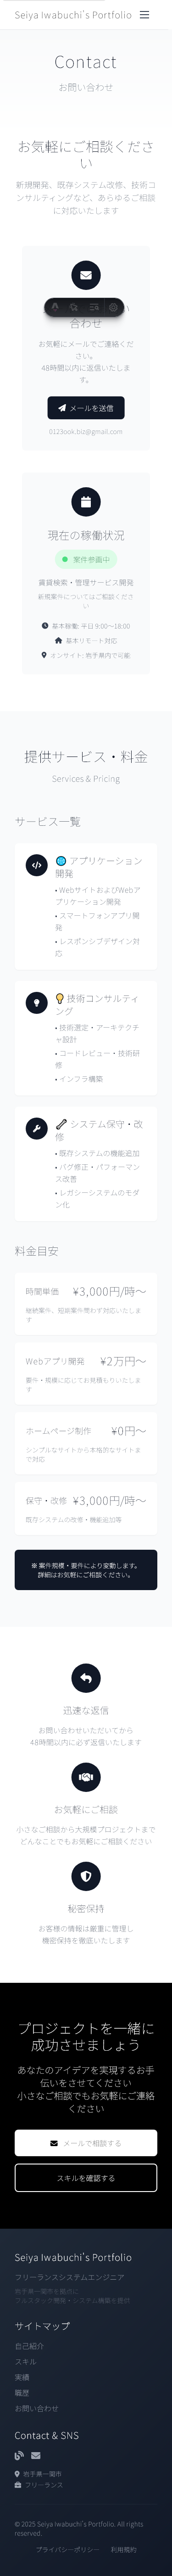 Seiya Iwabuchi's Portfolio
Contact
お問い合わせ
お気軽にご相談くださ
い
新規開発、既存システム改修、技術コ
ンサルティングなど、あらゆるご相談
に対応いたします
合わせ
お気軽にメールでご連絡くだ
さい。
48時間以内に返信いたしま
す。
メールを送信
0123look.biz@gmail.com
現在の稼働状況
案件参画中
賃貸検索・管理サービス開発
新規案件についてはご相談くださ
い
基本稼働: 平日 9:00〜18:00
基本リモート対応
オンサイト: 岩手県内で可能
提供サービス・料金
Services & Pricing
サービス一覧
アプリケーション
開発
• WebサイトおよびWebア
プリケーション開発
• スマートフォンアプリ開
発
• レスポンシブデザイン対
応
技術コンサルティ
ング
• 技術選定・アーキテクチ
ャ設計
• コードレビュー・技術研
修
• インフラ構築
システム保守・改
修
• 既存システムの機能追加
• バグ修正・パフォーマン
ス改善
• レガシーシステムのモダ
ン化
料金目安
時間単価 ¥3,000円/時〜
継続案件、短期案件問わず対応いたしま
す
Webアプリ開発 ¥2万円〜
要件・規模に応じてお見積もりいたしま
す
ホームページ制作 ¥0円〜
シンプルなサイトから本格的なサイトま
で対応
保守・改修 ¥3,000円/時〜
既存システムの改修・機能追加等
※ 案件規模・要件により変動します。
詳細はお気軽にご相談ください。
迅速な返信
お問い合わせいただいてから
48時間以内に必ず返信いたします
お気軽にご相談
小さなご相談から大規模プロジェクトまで
どんなことでもお気軽にご相談ください
秘密保持
お客様の情報は厳重に管理し
機密保持を徹底いたします
プロジェクトを一緒に
成功させましょう
あなたのアイデアを実現するお手
伝いをさせてください
小さなご相談でもお気軽にご連絡
ください
メールで相談する
スキルを確認する
Seiya Iwabuchi's Portfolio
フリーランスシステムエンジニア
岩手県一関市を拠点に
フルスタック開発・システム構築を提供
サイトマップ
自己紹介
スキル
実績
職歴
お問い合わせ
Contact & SNS
岩手県一関市
フリーランス
© 2025 Seiya Iwabuchi's Portfolio. All rights
reserved.
プライバシーポリシー 利用規約